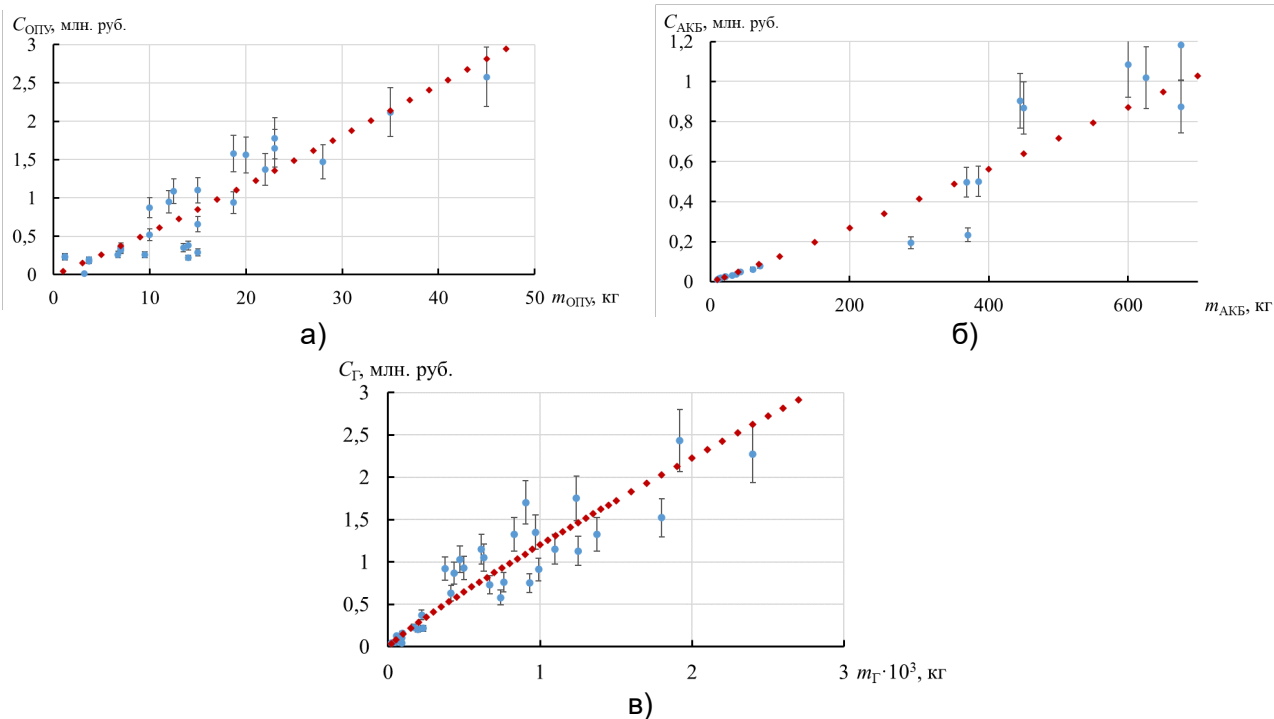 C_ОПУ, млн. руб.
3
2,5
2
1,5
1
0,5
0
0 10 20 30 40 50 m_ОПУ, кг
а)
C_АКБ, млн. руб.
1,2
1
0,8
0,6
0,4
0,2
0
0 200 400 600 m_АКБ, кг
б)
C_Г, млн. руб.
3
2,5
2
1,5
1
0,5
0
0 1 2 3 m_Г·10³, кг
в)